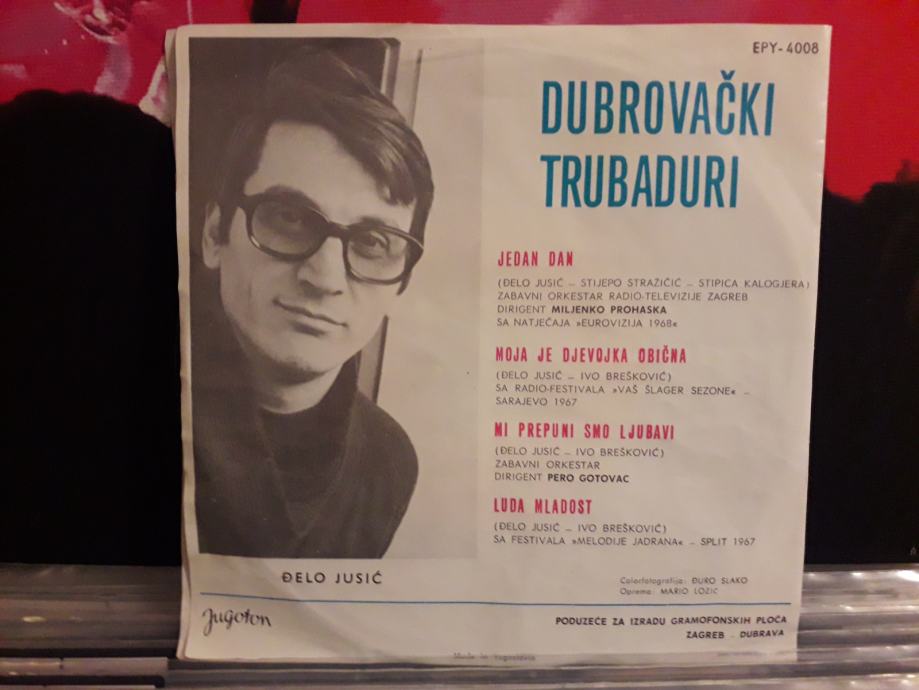 EPY-4008
DUBROVAČKI
TRUBADURI
JEDAN DAN
(ĐELO JUSIĆ – STIJEPO STRAŽIČIĆ – STIPICA KALOGJERA)
ZABAVNI ORKESTAR RADIO-TELEVIZIJE ZAGREB
DIRIGENT MILJENKO PROHASKA
SA NATJEČAJA »EUROVIZIJA 1968«
MOJA JE DJEVOJKA OBIČNA
(ĐELO JUSIĆ – IVO BREŠKOVIĆ)
SA RADIO-FESTIVALA »VAŠ ŠLAGER SEZONE« –
SARAJEVO 1967
MI PREPUNI SMO LJUBAVI
(ĐELO JUSIĆ – IVO BREŠKOVIĆ)
ZABAVNI ORKESTAR
DIRIGENT PERO GOTOVAC
LUDA MLADOST
(ĐELO JUSIĆ – IVO BREŠKOVIĆ)
SA FESTIVALA »MELODIJE JADRANA« – SPLIT 1967
ĐELO JUSIĆ
Colorfotografija: ĐURO SLAKO
Oprema: MARIO LOZIC
Jugoton
PODUZEĆE ZA IZRADU GRAMOFONSKIH PLOČA
ZAGREB – DUBRAVA
Made in Yugoslavia